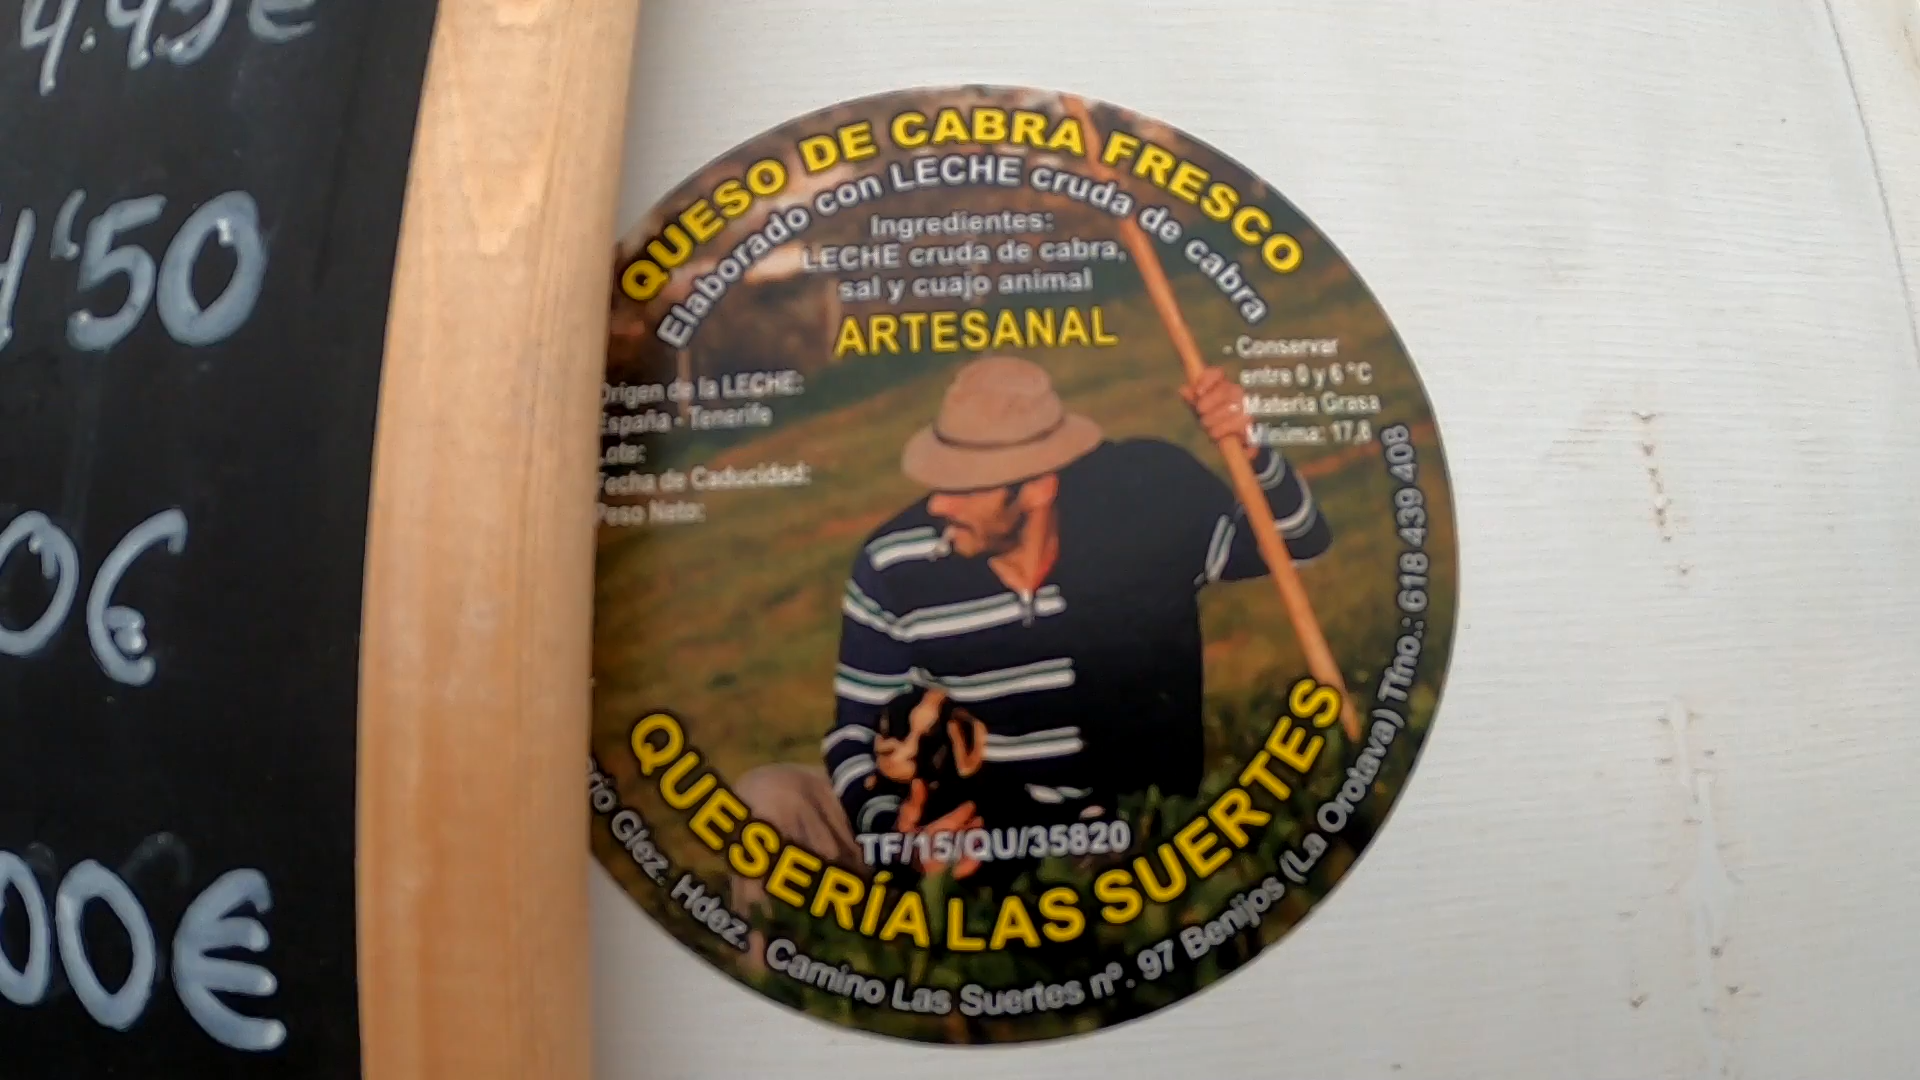 4.45€
1'50
0€
00€
QUESO DE CABRA FRESCO
Elaborado con LECHE cruda de cabra
Ingredientes:
LECHE cruda de cabra,
sal y cuajo animal
ARTESANAL
Origen de la LECHE:
España - Tenerife
Lote:
Fecha de Caducidad:
Peso Neto:
- Conservar
entre 0 y 6 °C
- Materia Grasa
Mínima: 17,8
TF/15/QU/35820
QUESERÍA LAS SUERTES
Glez. Hdez. Camino Las Suertes nº. 97 Benijos (La Orotava) Tfno.: 618 439 408